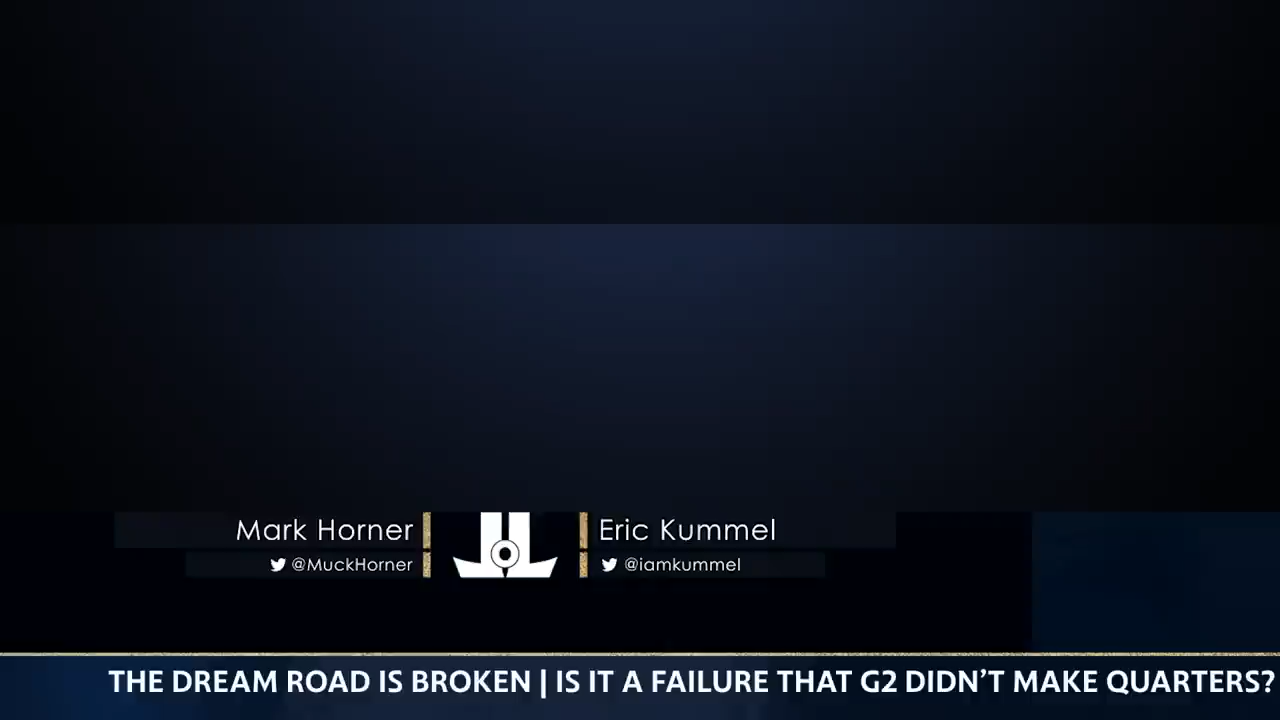 Mark Horner
@MuckHorner
Eric Kummel
@iamkummel
THE DREAM ROAD IS BROKEN | IS IT A FAILURE THAT G2 DIDN'T MAKE QUARTERS?